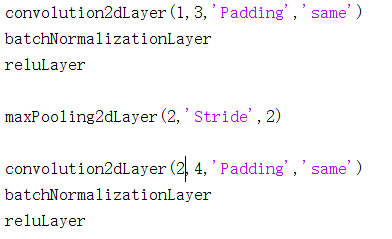 convolution2dLayer(1,3,'Padding','same')
batchNormalizationLayer
reluLayer
maxPooling2dLayer(2,'Stride',2)
convolution2dLayer(2,4,'Padding','same')
batchNormalizationLayer
reluLayer